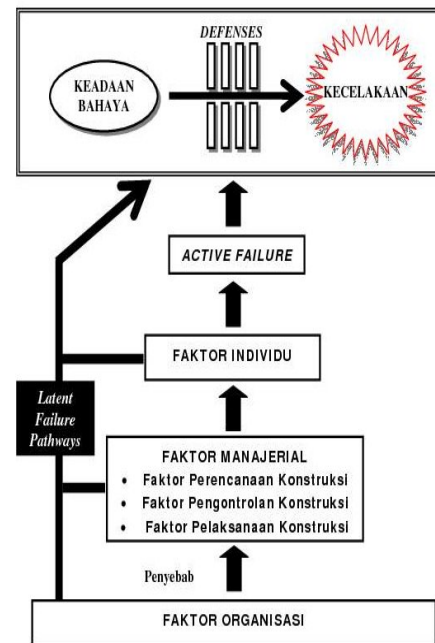 DEFENSES
KEADAAN
BAHAYA
KECELAKAAN
ACTIVE FAILURE
FAKTOR INDIVIDU
Latent
Failure
Pathways
FAKTOR MANAJERIAL
• Faktor Perencanaan Konstruksi
• Faktor Pengontrolan Konstruksi
• Faktor Pelaksanaan Konstruksi
Penyebab
FAKTOR ORGANISASI